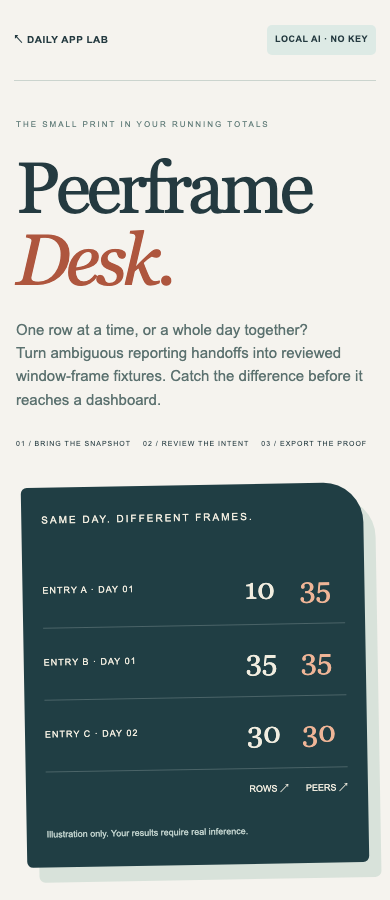 ↖ DAILY APP LAB
LOCAL AI · NO KEY
THE SMALL PRINT IN YOUR RUNNING TOTALS
Peerframe
Desk.
One row at a time, or a whole day together?
Turn ambiguous reporting handoffs into reviewed
window-frame fixtures. Catch the difference before it
reaches a dashboard.
01 / BRING THE SNAPSHOT 02 / REVIEW THE INTENT 03 / EXPORT THE PROOF
SAME DAY. DIFFERENT FRAMES.
ENTRY A · DAY 01 10 35
ENTRY B · DAY 01 35 35
ENTRY C · DAY 02 30 30
ROWS ↗ PEERS ↗
Illustration only. Your results require real inference.